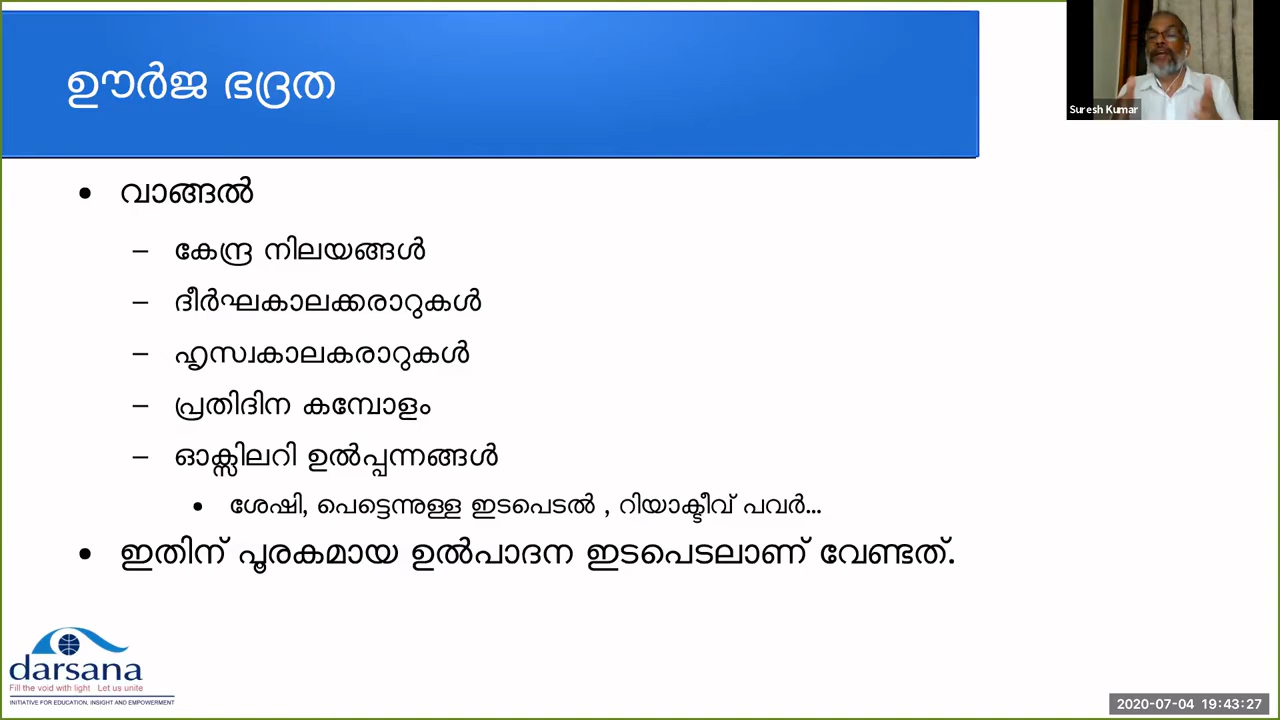 ഊർജ ഭദ്രത
Suresh Kumar
• വാങ്ങൽ
– കേന്ദ്ര നിലയങ്ങൾ
– ദീർഘകാലക്കരാറുകൾ
– ഹ്രസ്വകാലകരാറുകൾ
– പ്രതിദിന കമ്പോളം
– ഓക്സിലറി ഉൽപ്പന്നങ്ങൾ
• ശേഷി, പെട്ടെന്നുള്ള ഇടപെടൽ , റിയാക്ടീവ് പവർ...
• ഇതിന് പൂരകമായ ഉൽപാദന ഇടപെടലാണ് വേണ്ടത്.
darsana
Fill the void with light Let us unite
INITIATIVE FOR EDUCATION, INSIGHT AND EMPOWERMENT
2020-07-04 19:43:27